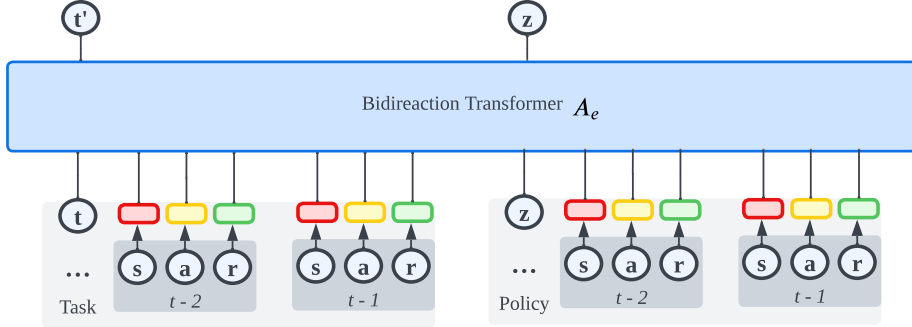 t' z
Bidireaction Transformer A_e
t z
s a r s a r s a r s a r
... ...
t - 2 t - 1 t - 2 t - 1
Task Policy